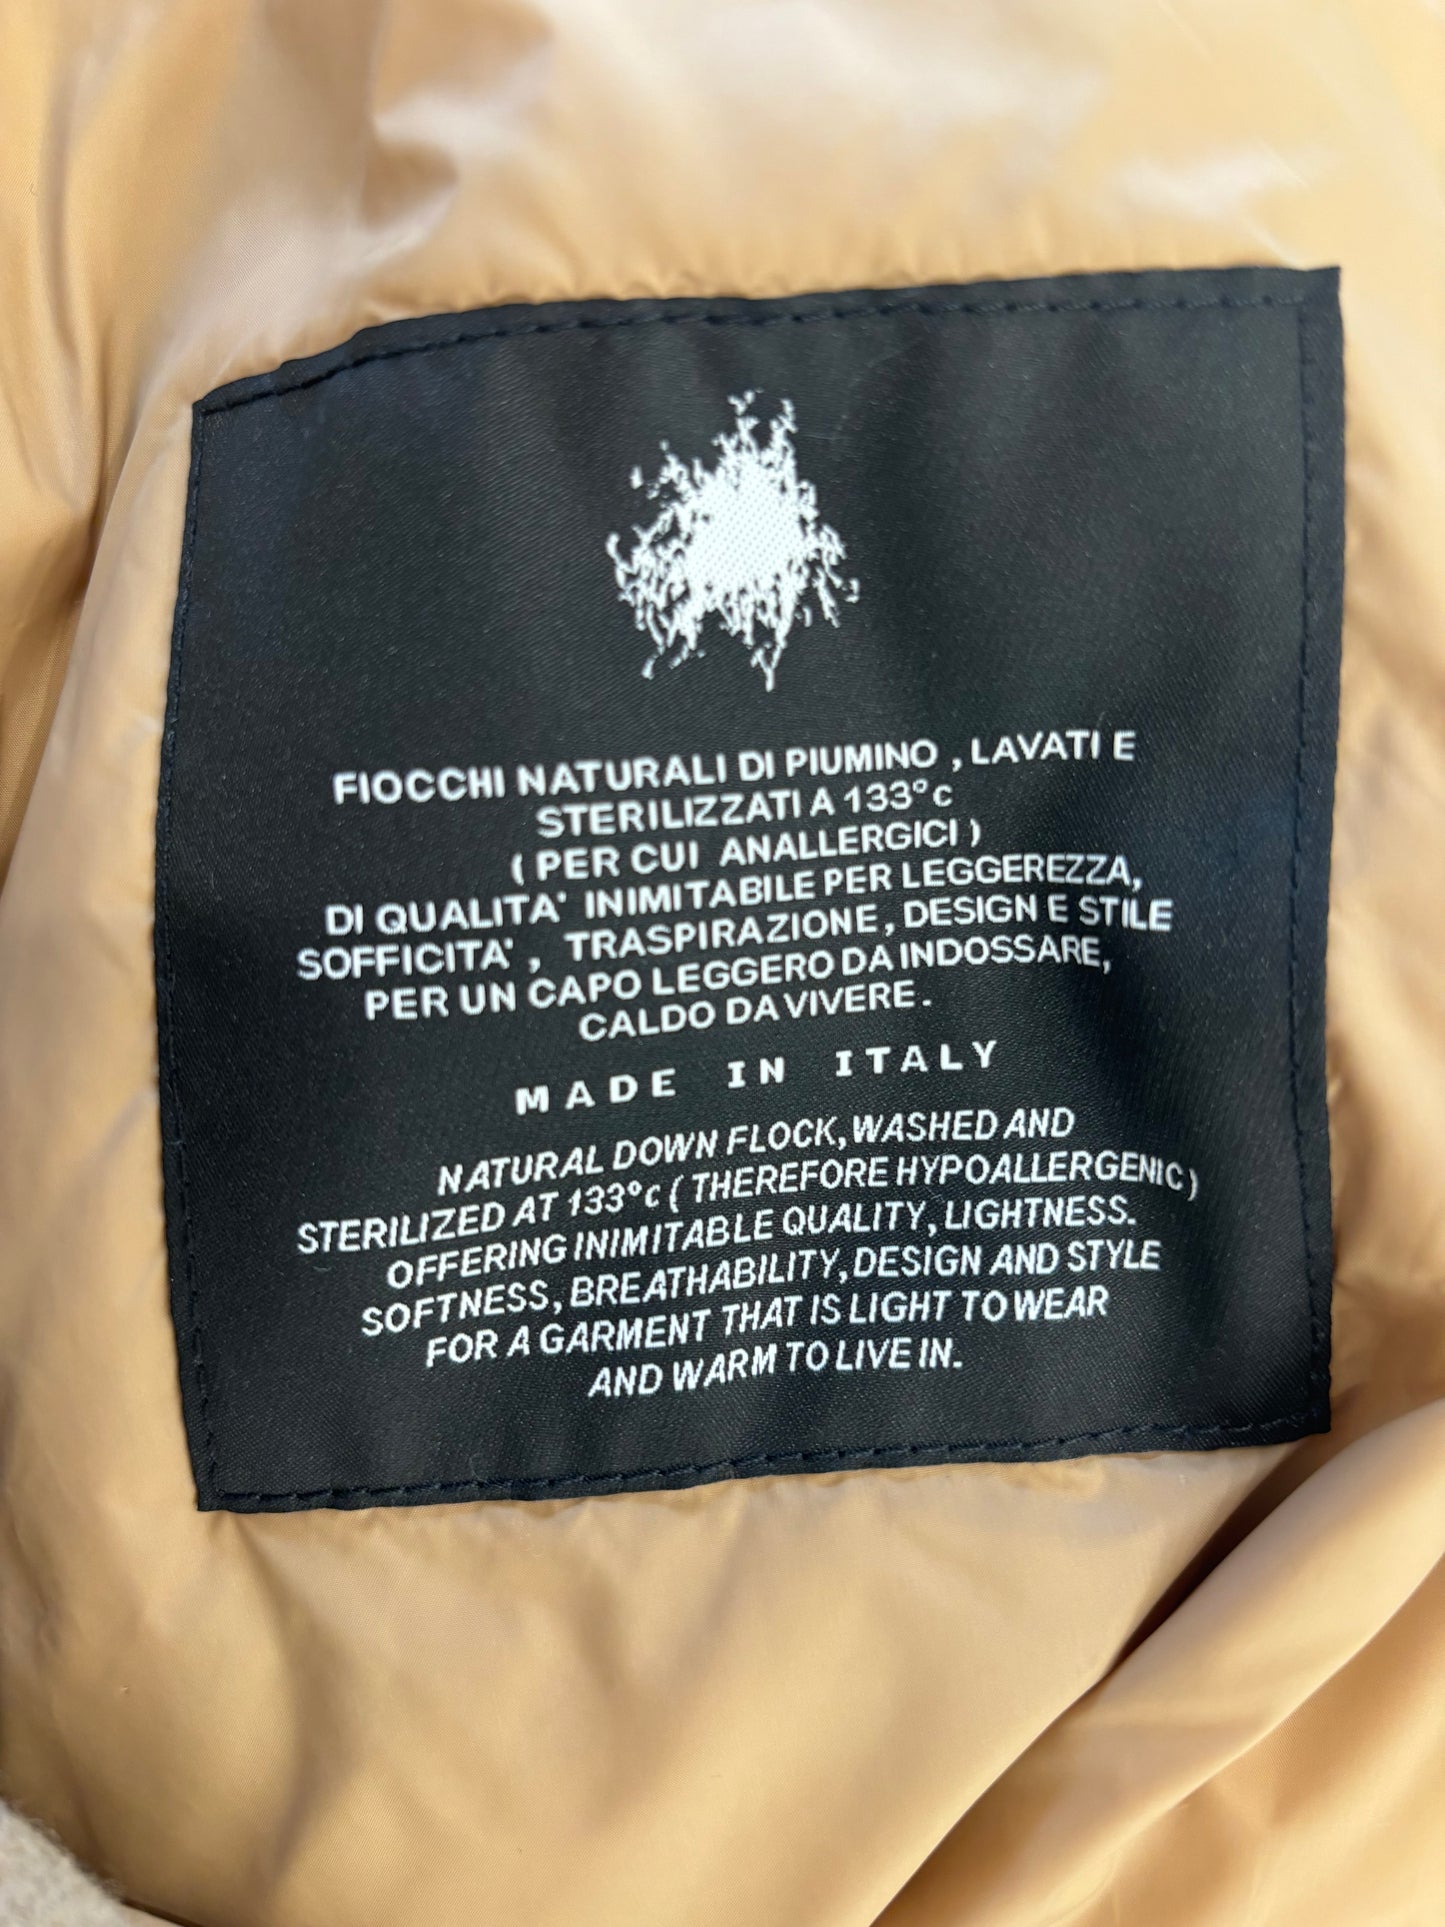 FIOCCHI NATURALI DI PIUMINO , LAVATI E
STERILIZZATI A 133°c
( PER CUI ANALLERGICI )
DI QUALITA' INIMITABILE PER LEGGEREZZA,
SOFFICITA' , TRASPIRAZIONE, DESIGN E STILE
PER UN CAPO LEGGERO DA INDOSSARE,
CALDO DA VIVERE.
MADE IN ITALY
NATURAL DOWN FLOCK, WASHED AND
STERILIZED AT 133°c ( THEREFORE HYPOALLERGENIC )
OFFERING INIMITABLE QUALITY, LIGHTNESS.
SOFTNESS, BREATHABILITY, DESIGN AND STYLE
FOR A GARMENT THAT IS LIGHT TO WEAR
AND WARM TO LIVE IN.